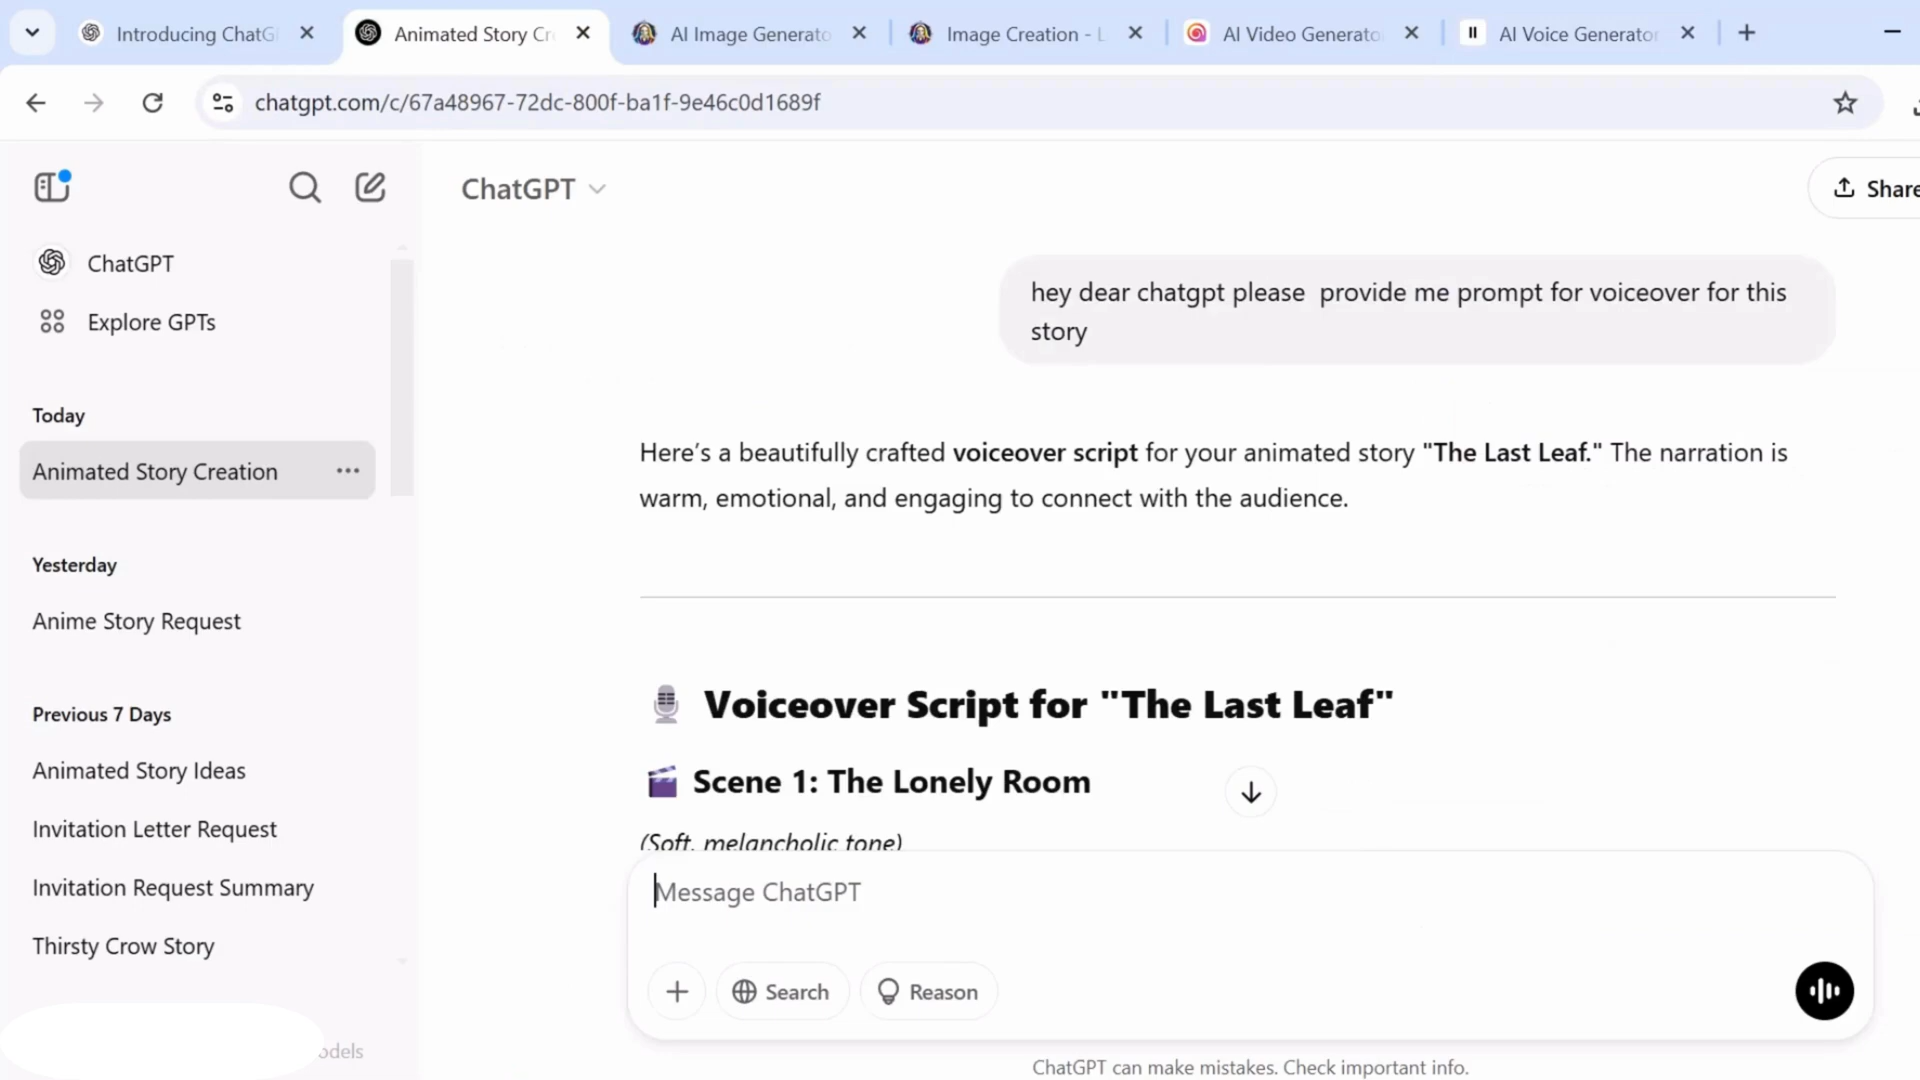 Introducing ChatG
Animated Story Cr
AI Image Generato
Image Creation - L
AI Video Generato
AI Voice Generator
chatgpt.com/c/67a48967-72dc-800f-ba1f-9e46c0d1689f
ChatGPT
Share
ChatGPT
Explore GPTs
Today
Animated Story Creation
Yesterday
Anime Story Request
Previous 7 Days
Animated Story Ideas
Invitation Letter Request
Invitation Request Summary
Thirsty Crow Story
odels
hey dear chatgpt please  provide me prompt for voiceover for this
story
Here’s a beautifully crafted voiceover script for your animated story "The Last Leaf." The narration is
warm, emotional, and engaging to connect with the audience.
Voiceover Script for "The Last Leaf"
Scene 1: The Lonely Room
(Soft, melancholic tone)
Message ChatGPT
Search
Reason
ChatGPT can make mistakes. Check important info.